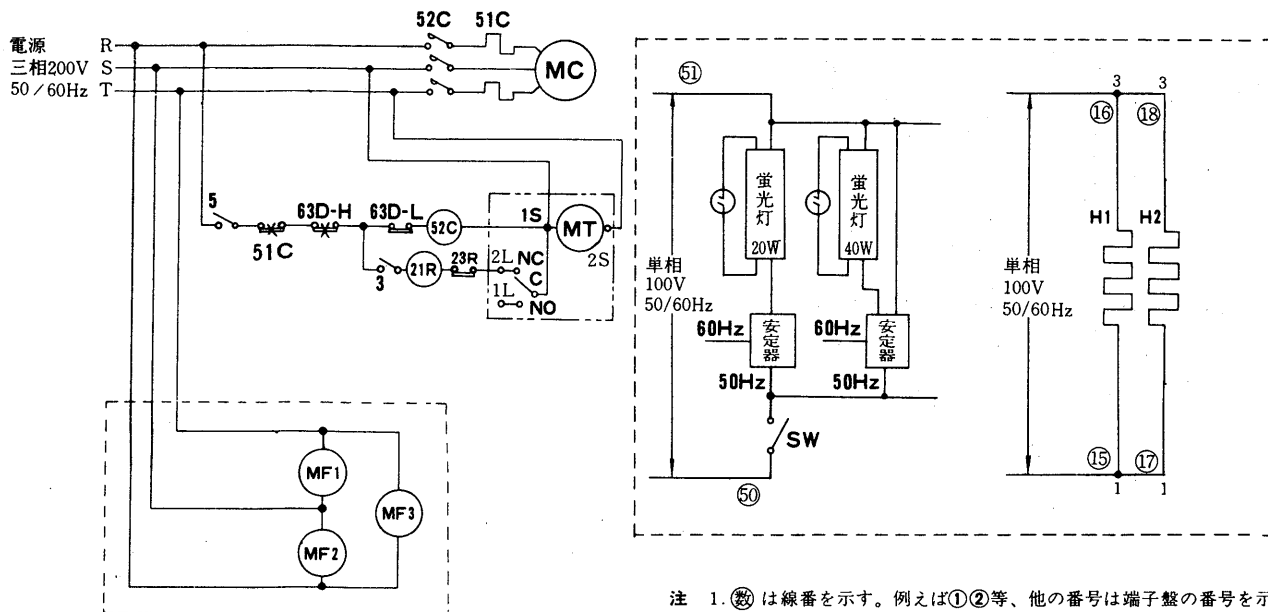 52C 51C
電源 R
三相200V S
50/60Hz T
MC
5
51C
63D-H
63D-L
52C
1S
MT
2S
3
21R
23R
2L
NC
C
1L
NO
MF1
MF2
MF3
51
単相
100V
50/60Hz
蛍光灯
20W
蛍光灯
40W
60Hz
安定器
50Hz
60Hz
安定器
50Hz
SW
50
3 3
⑯ ⑱
H1 H2
単相
100V
50/60Hz
⑮ ⑰
1 1
注 1. 数 は線番を示す。例えば①②等、他の番号は端子盤の番号を示